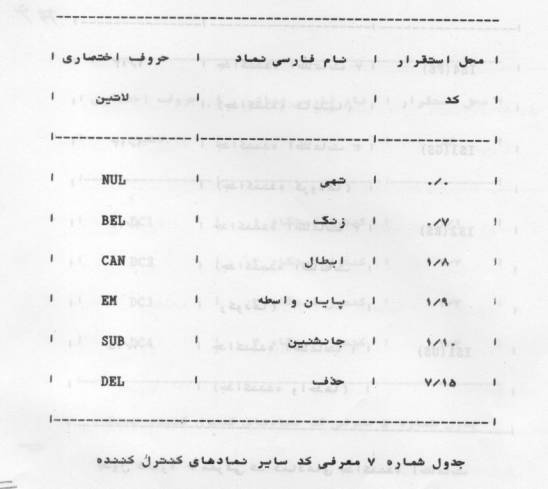 محل استقرار | نام فارسی نماد | حروف اختصاری
کد | | لاتین
۰/۰ | تهی | NUL
۰/۷ | زنگ | BEL
۱/۸ | ابطال | CAN
۱/۹ | پایان واسطه | EM
۱/۱۰ | جانشین | SUB
۷/۱۵ | حذف | DEL
جدول شماره ۷ معرفی کد سایر نمادهای کنترل کننده